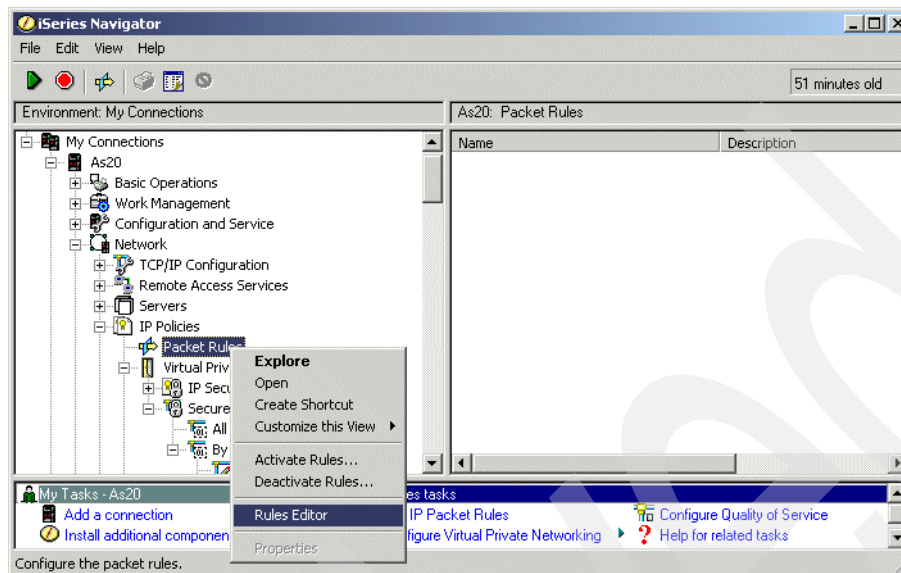 iSeries Navigator
File Edit View Help
51 minutes old
Environment: My Connections
As20: Packet Rules
My Connections
As20
Basic Operations
Work Management
Configuration and Service
Network
TCP/IP Configuration
Remote Access Services
Servers
IP Policies
Packet Rules
Virtual Priv
IP Secu
Secure
All
By
Name Description
Explore
Open
Create Shortcut
Customize this View
Activate Rules...
Deactivate Rules...
Rules Editor
Properties
My Tasks - As20
Add a connection
Install additional componen
es tasks
IP Packet Rules
figure Virtual Private Networking
Configure Quality of Service
Help for related tasks
Configure the packet rules.